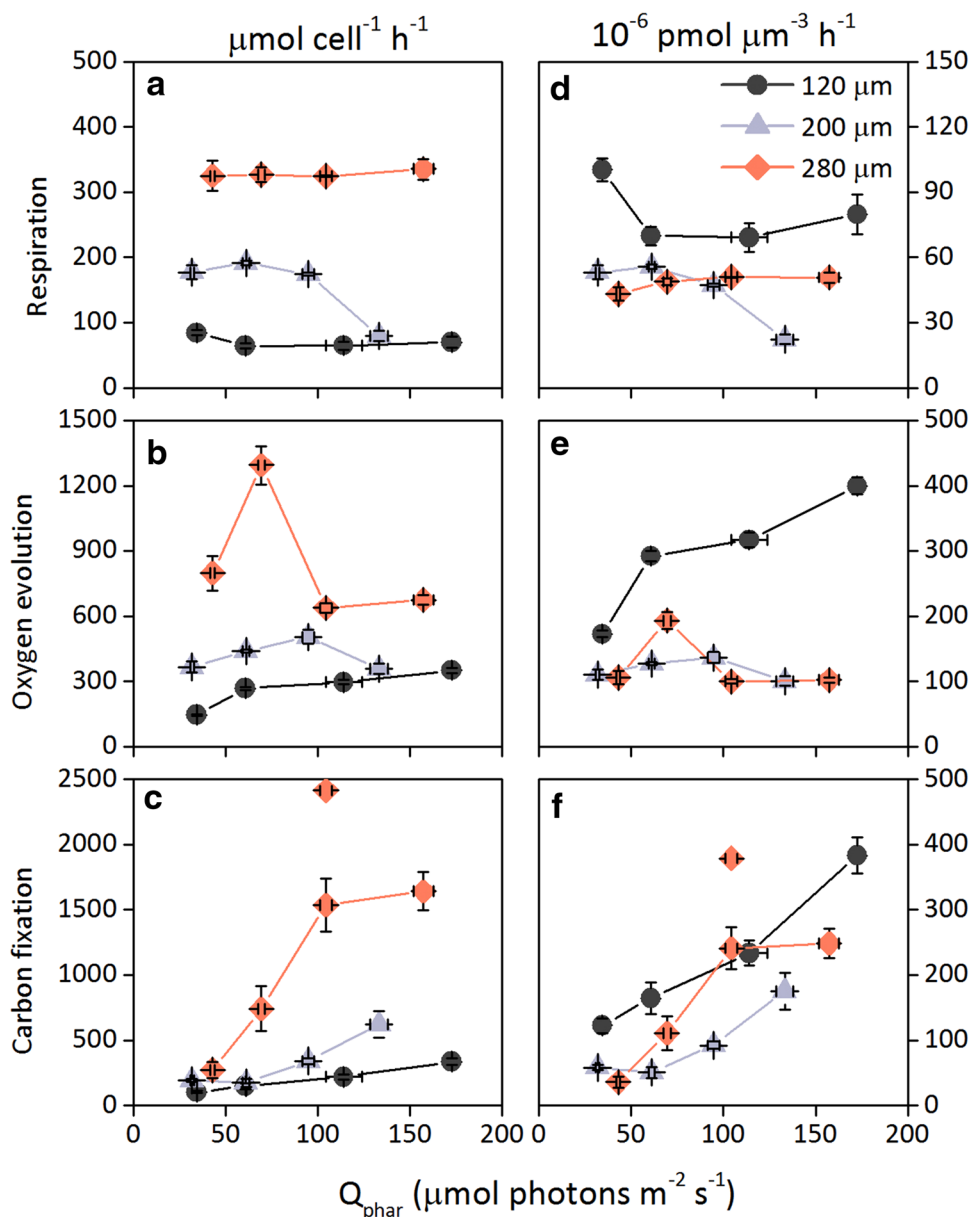 μmol cell⁻¹ h⁻¹
10⁻⁶ pmol μm⁻³ h⁻¹
500
400
300
200
100
0
Respiration
a
d
120 μm
200 μm
280 μm
150
120
90
60
30
0
1500
1200
900
600
300
0
Oxygen evolution
b
e
500
400
300
200
100
0
2500
2000
1500
1000
500
0
Carbon fixation
c
f
500
400
300
200
100
0
0 50 100 150 200
0 50 100 150 200
Qphar (μmol photons m⁻² s⁻¹)